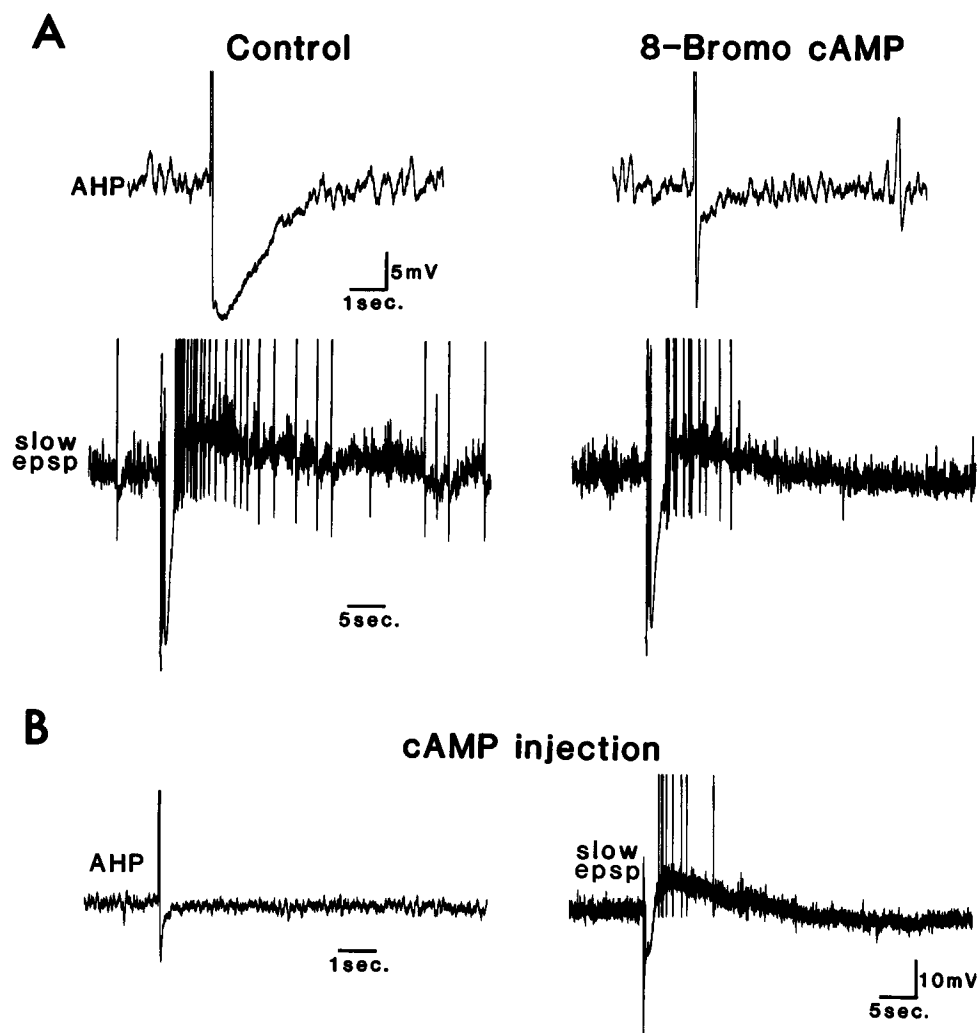 A
Control
8-Bromo cAMP
AHP
5mV
1sec.
slow
epsp
5sec.
B
cAMP injection
AHP
slow
epsp
1sec.
10mV
5sec.